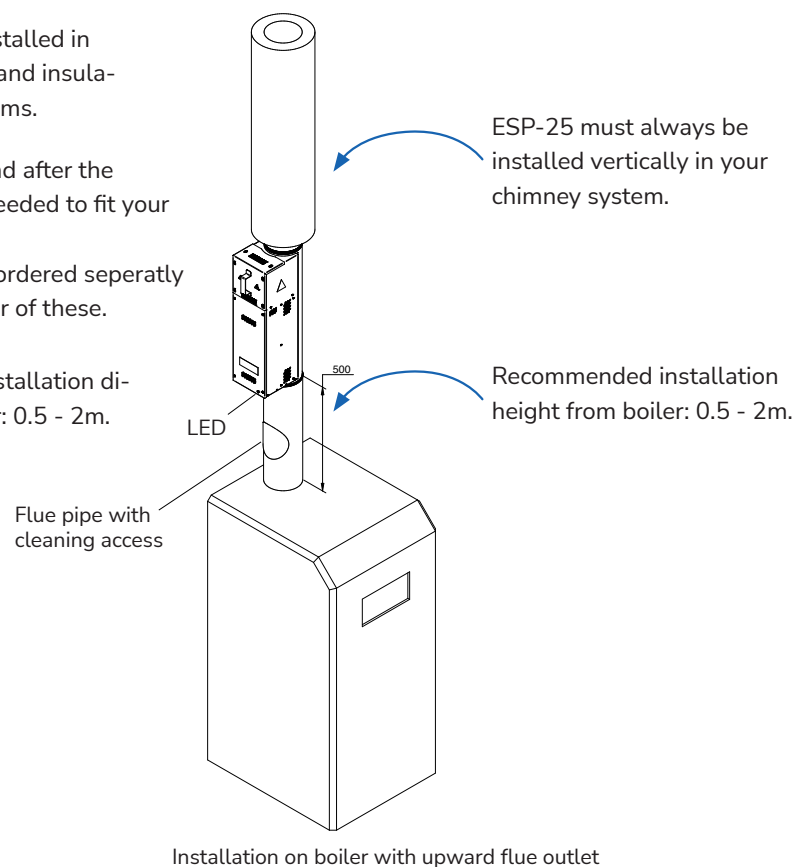 stalled in
and insula-
ms.
d after the
eeded to fit your
ordered seperatly
r of these.
stallation di-
: 0.5 - 2m.
ESP-25 must always be
installed vertically in your
chimney system.
500
Recommended installation
height from boiler: 0.5 - 2m.
LED
Flue pipe with
cleaning access
Installation on boiler with upward flue outlet